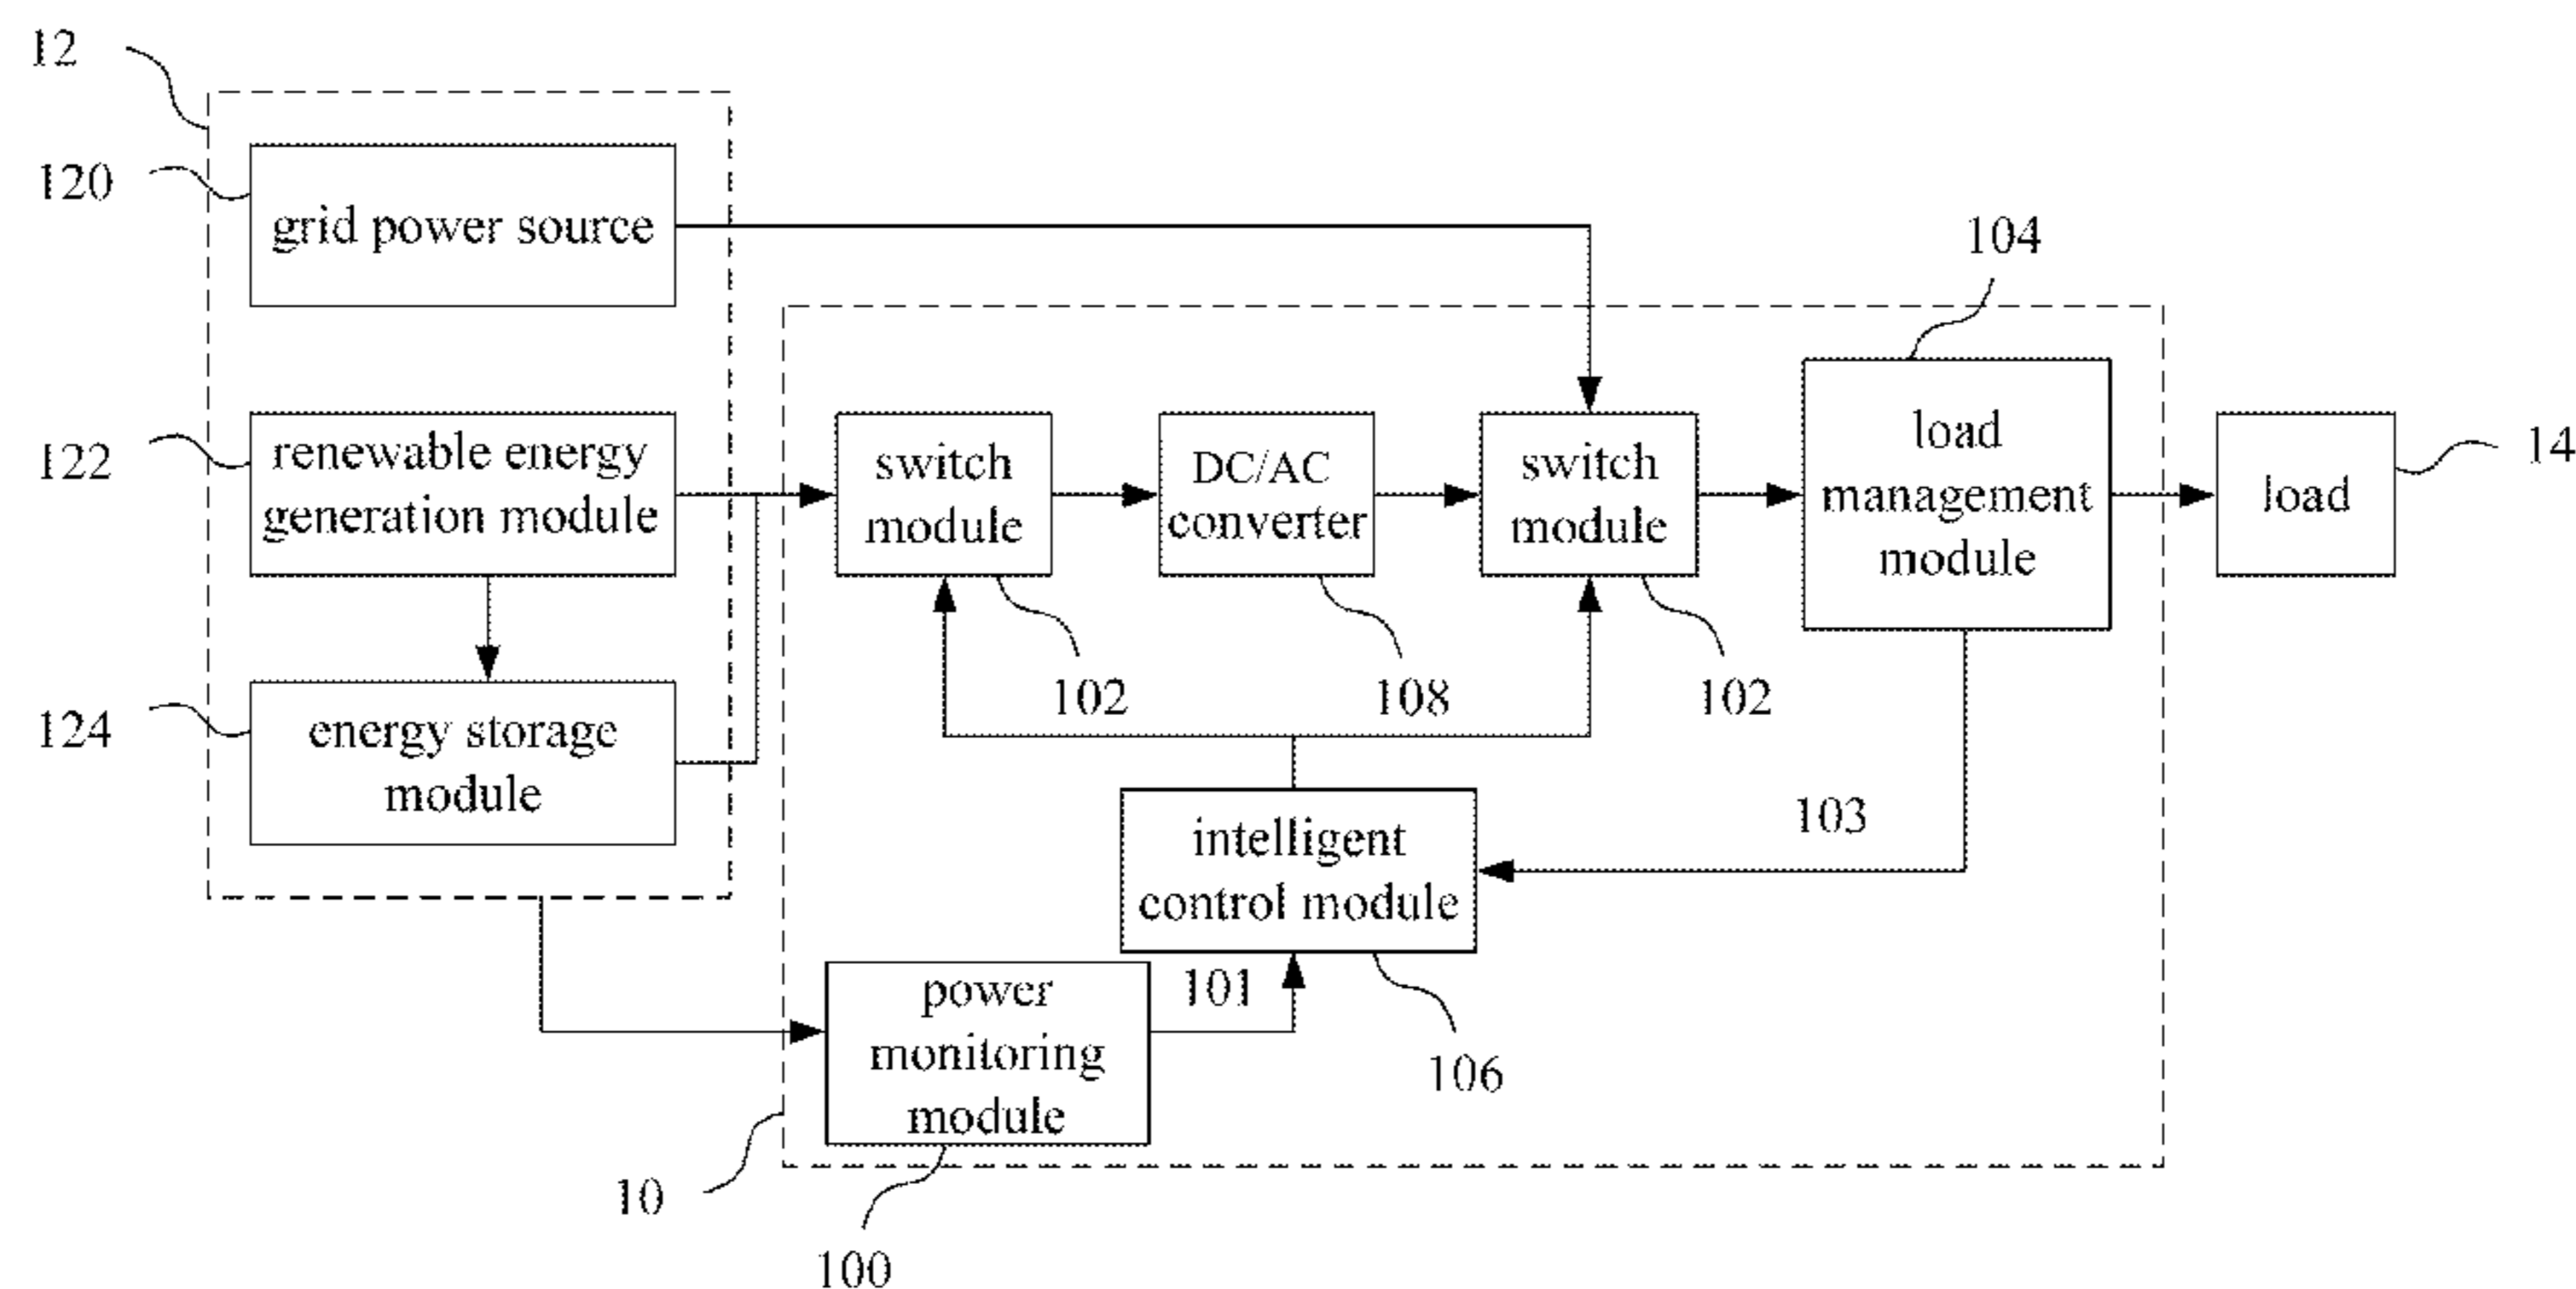 12
120
grid power source
104
122
renewable energy
generation module
switch
module
DC/AC
converter
switch
module
load
management
module
load
14
102
108
102
124
energy storage
module
intelligent
control module
103
101
power
monitoring
module
106
10
100